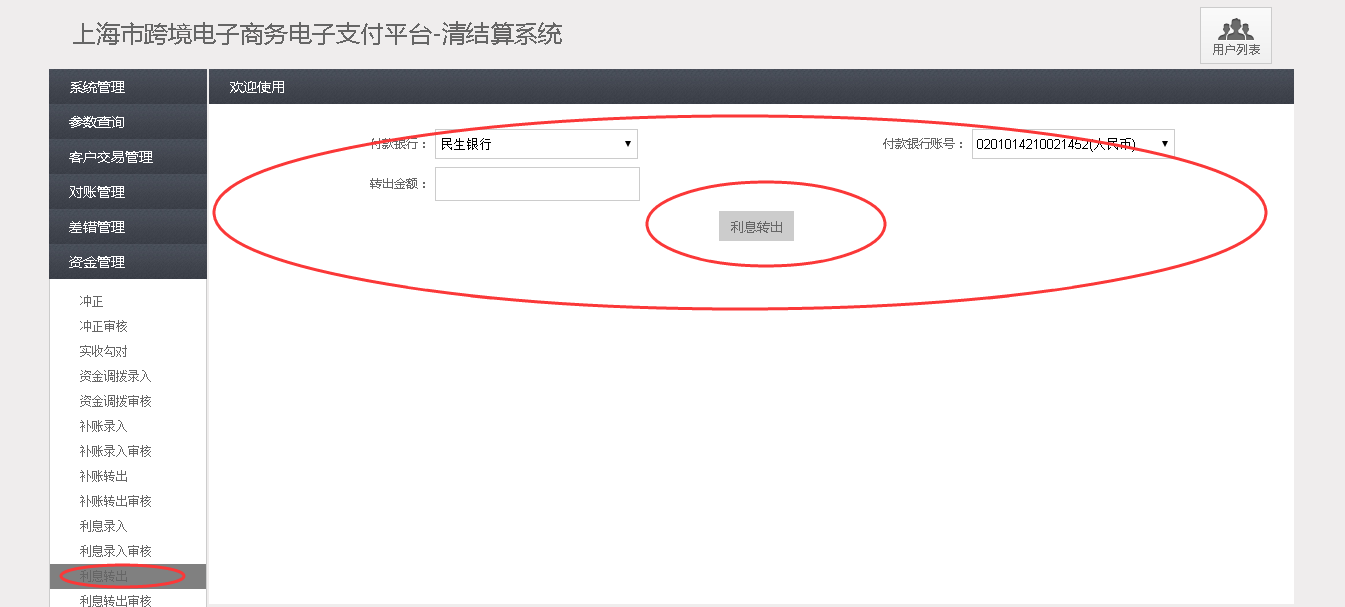 上海市跨境电子商务电子支付平台-清结算系统
用户列表
系统管理
欢迎使用
参数查询
客户交易管理
对账管理
差错管理
资金管理
付款银行： 民生银行 付款银行账号： 0201014210021452(人民币)
转出金额：
利息转出
冲正
冲正审核
实收勾对
资金调拨录入
资金调拨审核
补账录入
补账录入审核
补账转出
补账转出审核
利息录入
利息录入审核
利息转出
利息转出审核